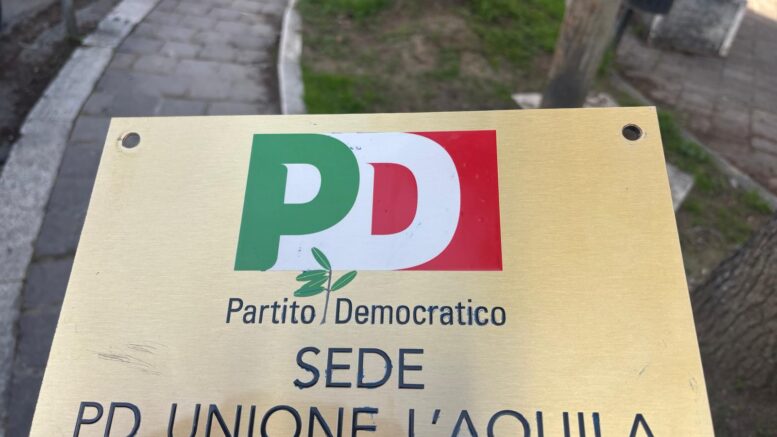 PD
Partito Democratico
SEDE
PD UNIONE L'AQUILA